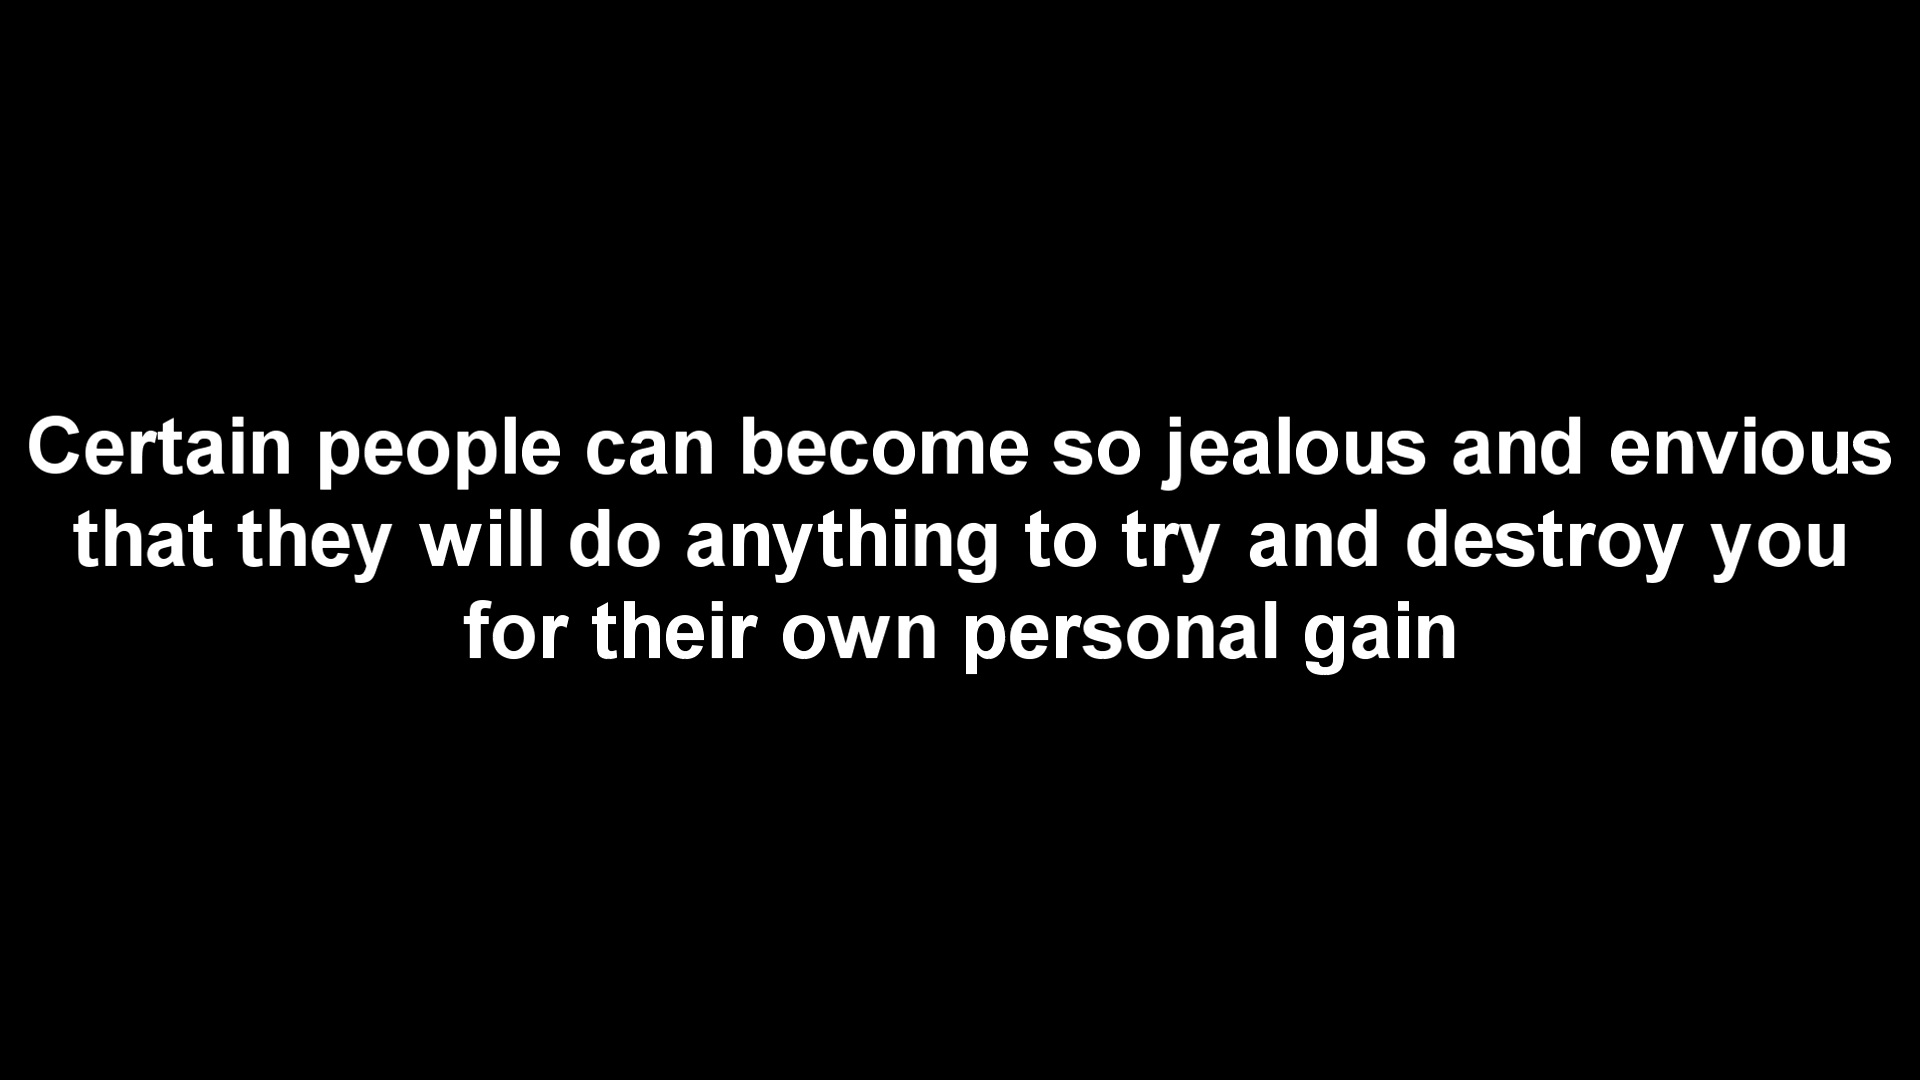 Certain people can become so jealous and envious
that they will do anything to try and destroy you
for their own personal gain